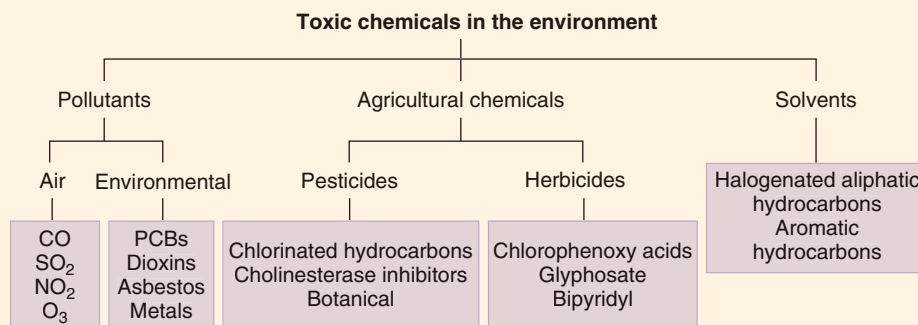 Toxic chemicals in the environment
Pollutants
Agricultural chemicals
Solvents
Air
Environmental
Pesticides
Herbicides
CO
SO₂
NO₂
O₃
PCBs
Dioxins
Asbestos
Metals
Chlorinated hydrocarbons
Cholinesterase inhibitors
Botanical
Chlorophenoxy acids
Glyphosate
Bipyridyl
Halogenated aliphatic
hydrocarbons
Aromatic
hydrocarbons